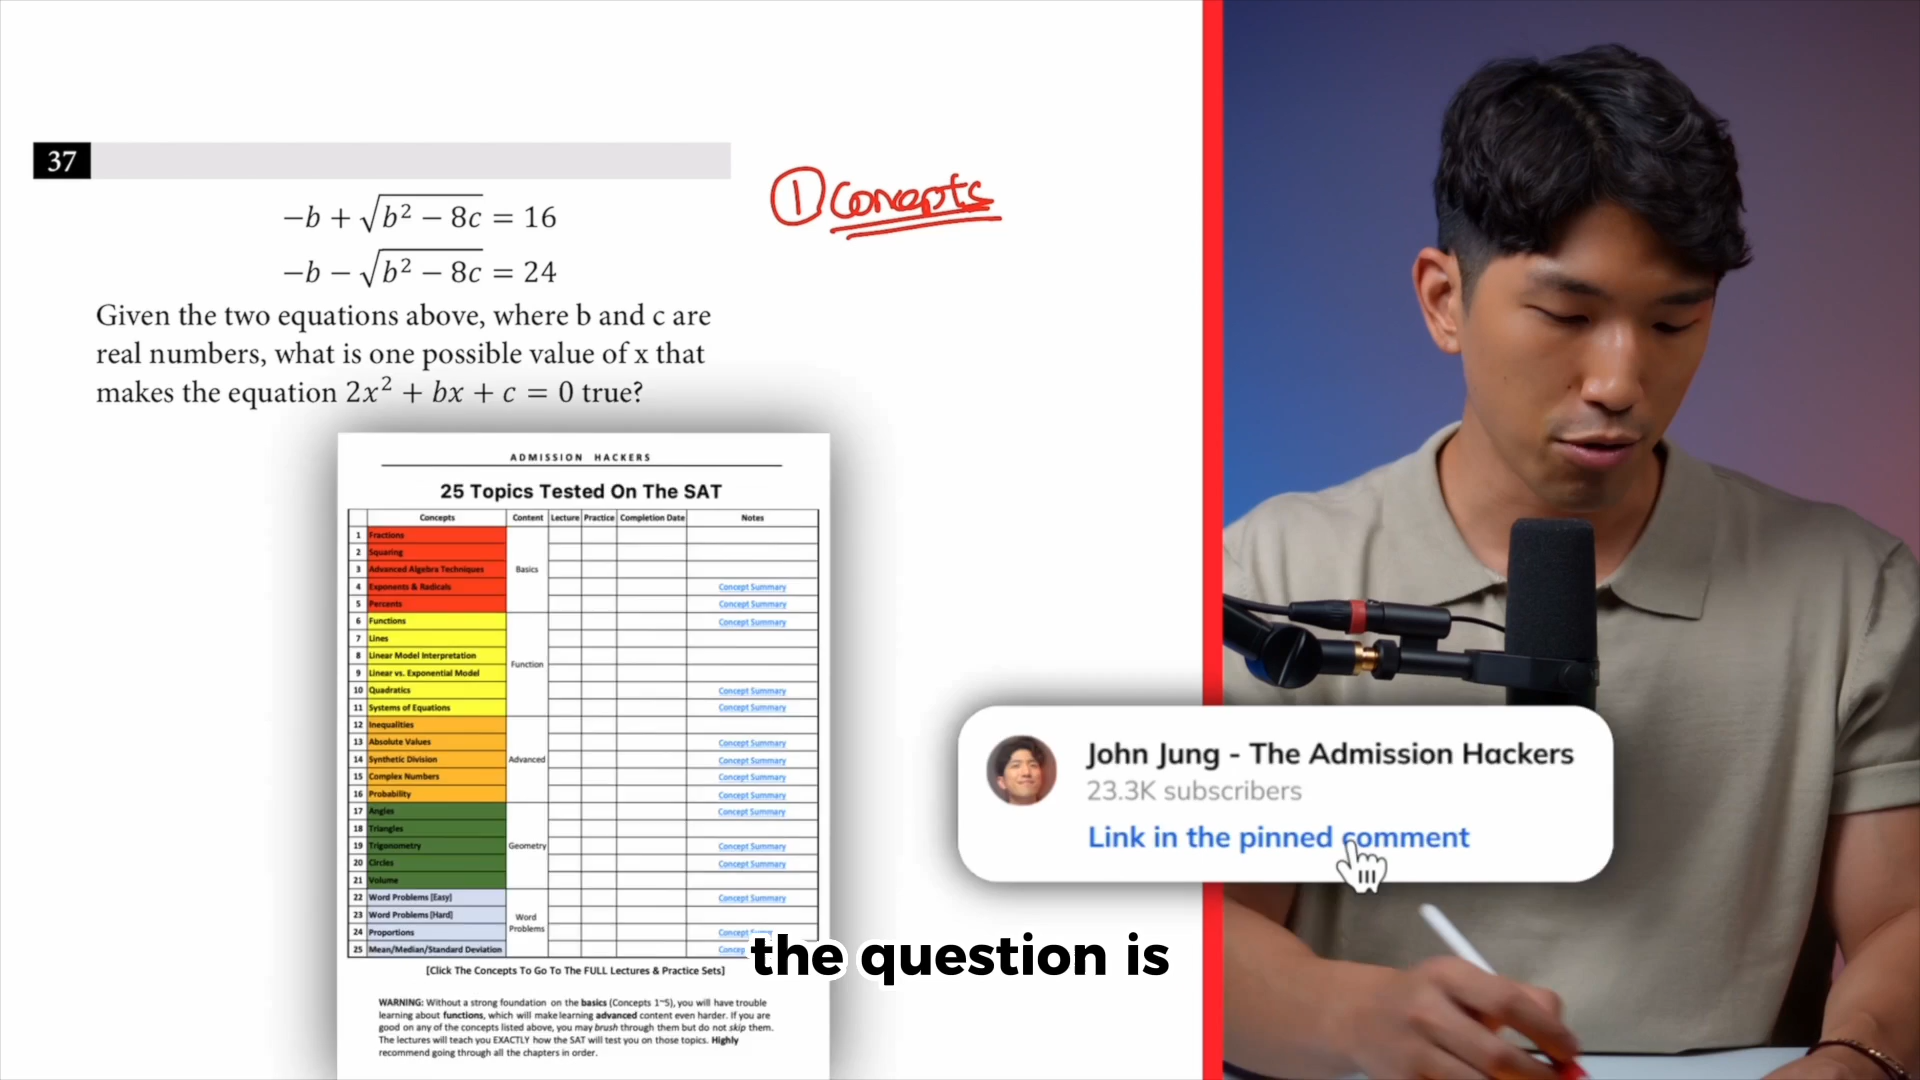 37
① Concepts
−b + √b² − 8c = 16
−b − √b² − 8c = 24
Given the two equations above, where b and c are
real numbers, what is one possible value of x that
makes the equation 2x² + bx + c = 0 true?
ADMISSION HACKERS
25 Topics Tested On The SAT
Concepts Content Lecture Practice Completion Date Notes
1 Fractions
2 Squaring
3 Advanced Algebra Techniques Basics
4 Exponents & Radicals Concept Summary
5 Percents Concept Summary
6 Functions Concept Summary
7 Lines
8 Linear Model Interpretation
Function
9 Linear vs. Exponential Model
10 Quadratics Concept Summary
11 Systems of Equations Concept Summary
12 Inequalities
13 Absolute Values Concept Summary
14 Synthetic Division Advanced Concept Summary
15 Complex Numbers Concept Summary
16 Probability Concept Summary
17 Angles Concept Summary
18 Triangles
19 Trigonometry Geometry Concept Summary
20 Circles Concept Summary
21 Volume
22 Word Problems [Easy] Concept Summary
23 Word Problems [Hard] Word
Problems
24 Proportions Concept
25 Mean/Median/Standard Deviation
[Click The Concepts To Go To The FULL Lectures & Practice Sets]
WARNING: Without a strong foundation on the basics (Concepts 1~5), you will have trouble
learning about functions, which will make learning advanced content even harder. If you are
good on any of the concepts listed above, you may brush through them but do not skip them.
The lectures will teach you EXACTLY how the SAT will test you on those topics. Highly
recommend going through all the chapters in order.
John Jung - The Admission Hackers
23.3K subscribers
Link in the pinned comment
the question is